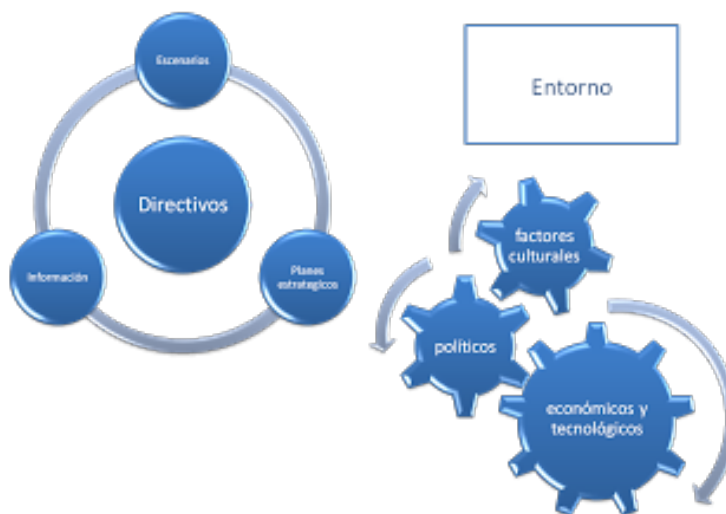 Escenarios
Directivos
Información
Planes
estrategicos
Entorno
factores
culturales
políticos
económicos y
tecnológicos